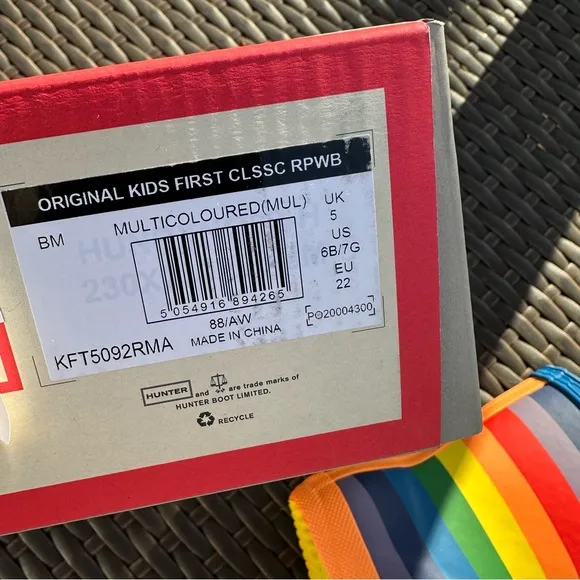 ORIGINAL KIDS FIRST CLSSC RPWB
BM
MULTICOLOURED(MUL)
UK
5
US
6B/7G
EU
22
5 054916 894265
88/AW
MADE IN CHINA
PO20004300
KFT5092RMA
HUNTER and are trade marks of
HUNTER BOOT LIMITED.
RECYCLE